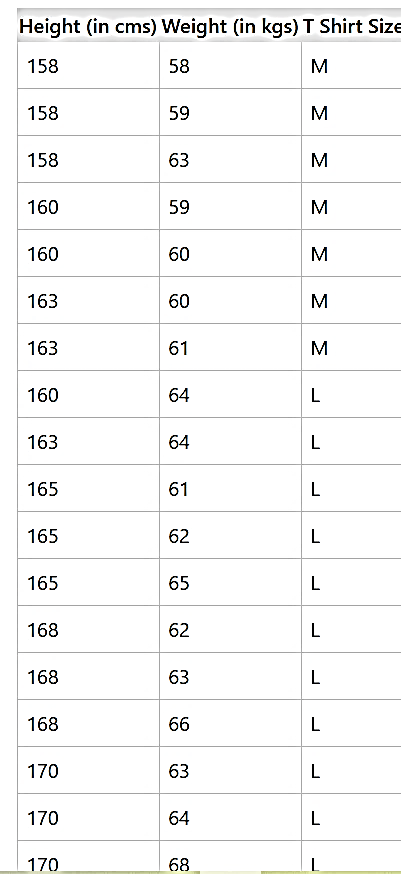 Height (in cms) Weight (in kgs) T Shirt Size
158 58 M
158 59 M
158 63 M
160 59 M
160 60 M
163 60 M
163 61 M
160 64 L
163 64 L
165 61 L
165 62 L
165 65 L
168 62 L
168 63 L
168 66 L
170 63 L
170 64 L
170 68 L